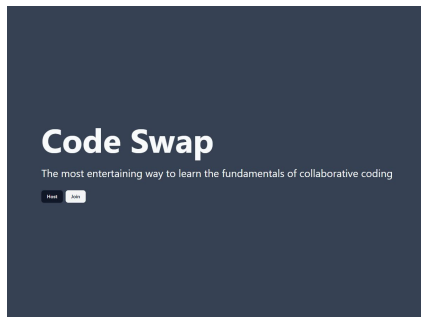 Code Swap
The most entertaining way to learn the fundamentals of collaborative coding
Host Join